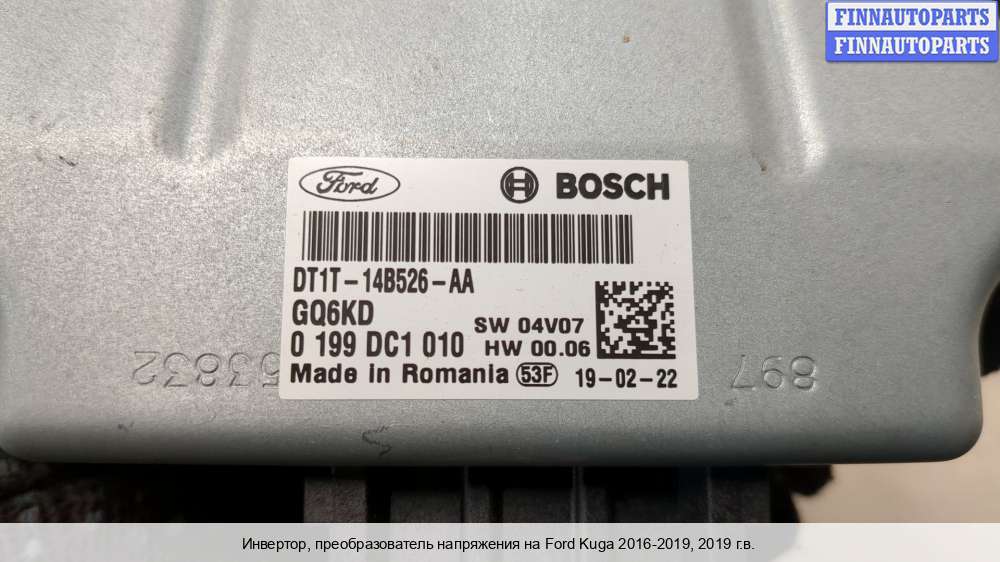 FINNAUTOPARTS
FINNAUTOPARTS
Ford
BOSCH
DT1T-14B526-AA
GQ6KD
0 199 DC1 010
SW 04V07
HW 00.06
Made in Romania 53F 19-02-22
53832
897
Инвертор, преобразователь напряжения на Ford Kuga 2016-2019, 2019 г.в.